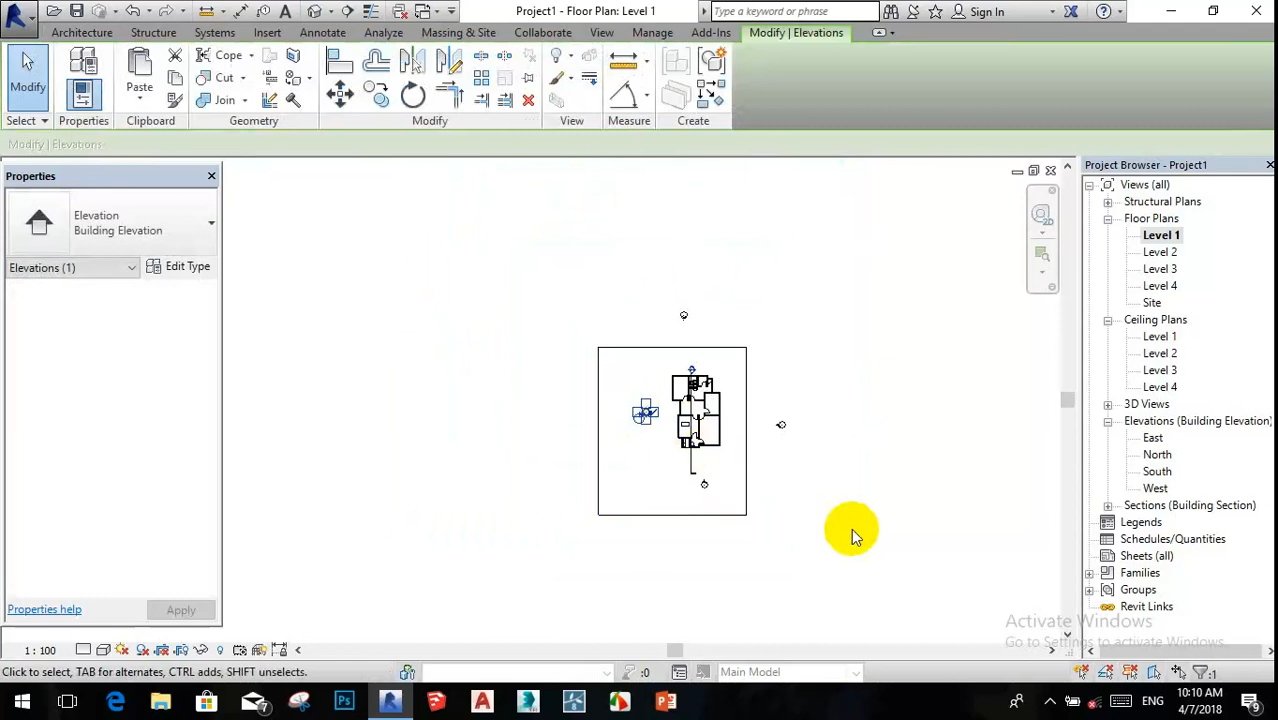 Project1 - Floor Plan: Level 1
Type a keyword or phrase
Sign In
Architecture
Structure
Systems
Insert
Annotate
Analyze
Massing & Site
Collaborate
View
Manage
Add-Ins
Modify | Elevations
Modify
Paste
Cope
Cut
Join
Select
Properties
Clipboard
Geometry
Modify
View
Measure
Create
Modify | Elevations
Properties
Elevation
Building Elevation
Elevations (1)
Edit Type
Properties help
Apply
2D
Project Browser - Project1
Views (all)
Structural Plans
Floor Plans
Level 1
Level 2
Level 3
Level 4
Site
Ceiling Plans
Level 1
Level 2
Level 3
Level 4
3D Views
Elevations (Building Elevation)
East
North
South
West
Sections (Building Section)
Legends
Schedules/Quantities
Sheets (all)
Families
Groups
Revit Links
Activate Windows
Go to Settings to activate Windows.
1 : 100
Click to select, TAB for alternates, CTRL adds, SHIFT unselects.
:0
Main Model
:1
7
Ps
ENG
10:10 AM
4/7/2018
9